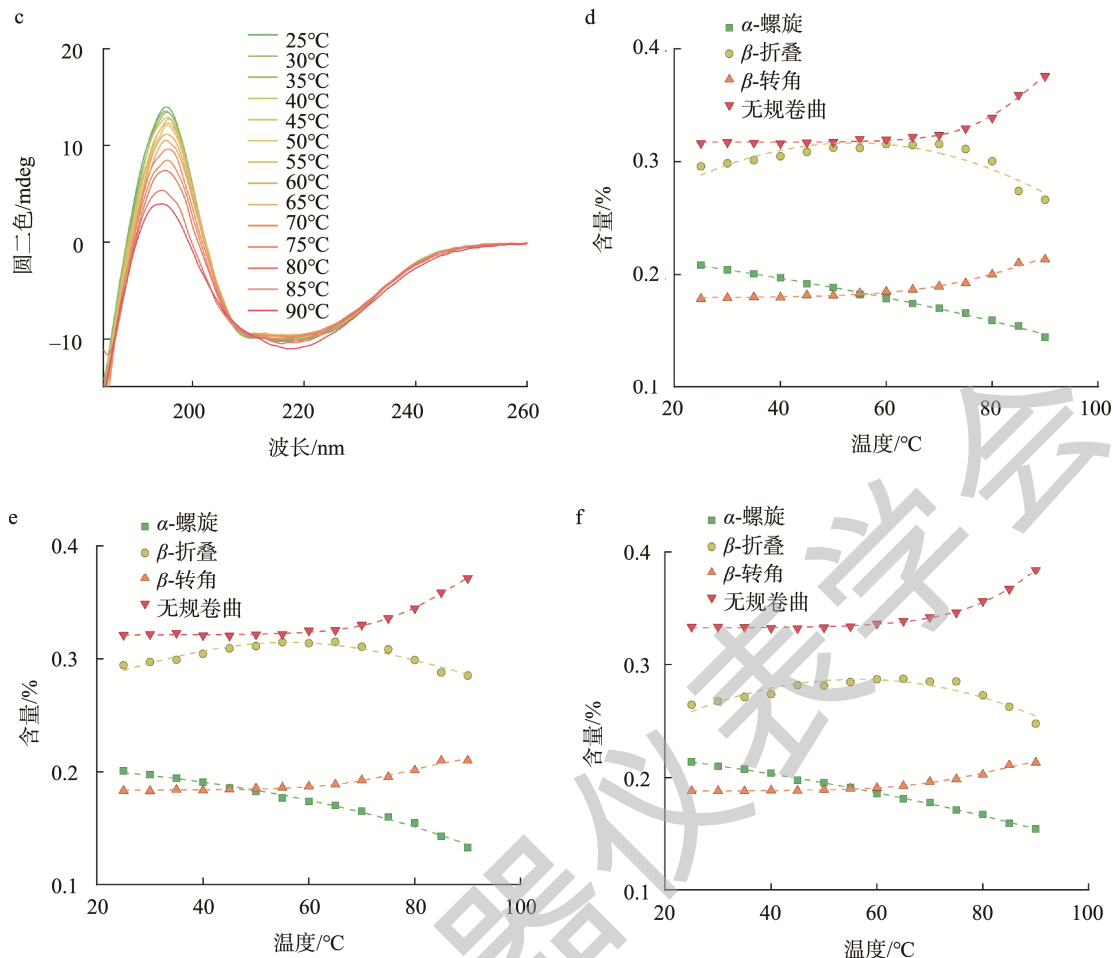 c
20
10
0
−10
圆二色/mdeg
200
220
240
260
波长/nm
25℃
30℃
35℃
40℃
45℃
50℃
55℃
60℃
65℃
70℃
75℃
80℃
85℃
90℃
d
α-螺旋
β-折叠
β-转角
无规卷曲
0.4
0.3
0.2
0.1
含量/%
20
40
60
80
100
温度/℃
e
α-螺旋
β-折叠
β-转角
无规卷曲
0.4
0.3
0.2
0.1
含量/%
20
40
60
80
100
温度/℃
f
α-螺旋
β-折叠
β-转角
无规卷曲
0.4
0.3
0.2
0.1
含量/%
20
40
60
80
100
温度/℃
器仪表学会